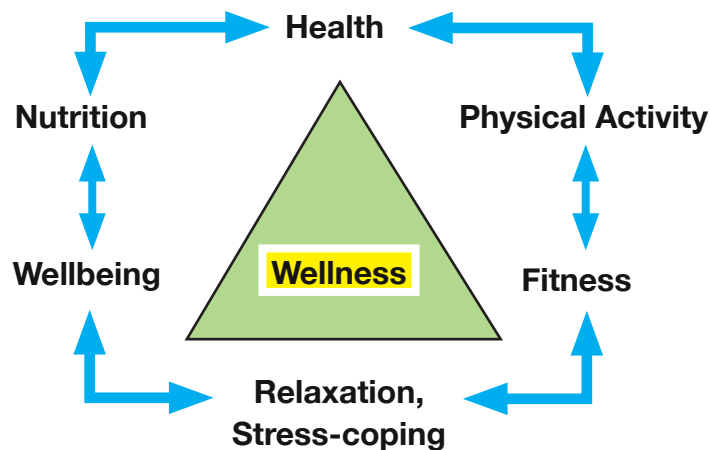 Health
Nutrition
Physical Activity
Wellness
Wellbeing
Fitness
Relaxation,
Stress-coping